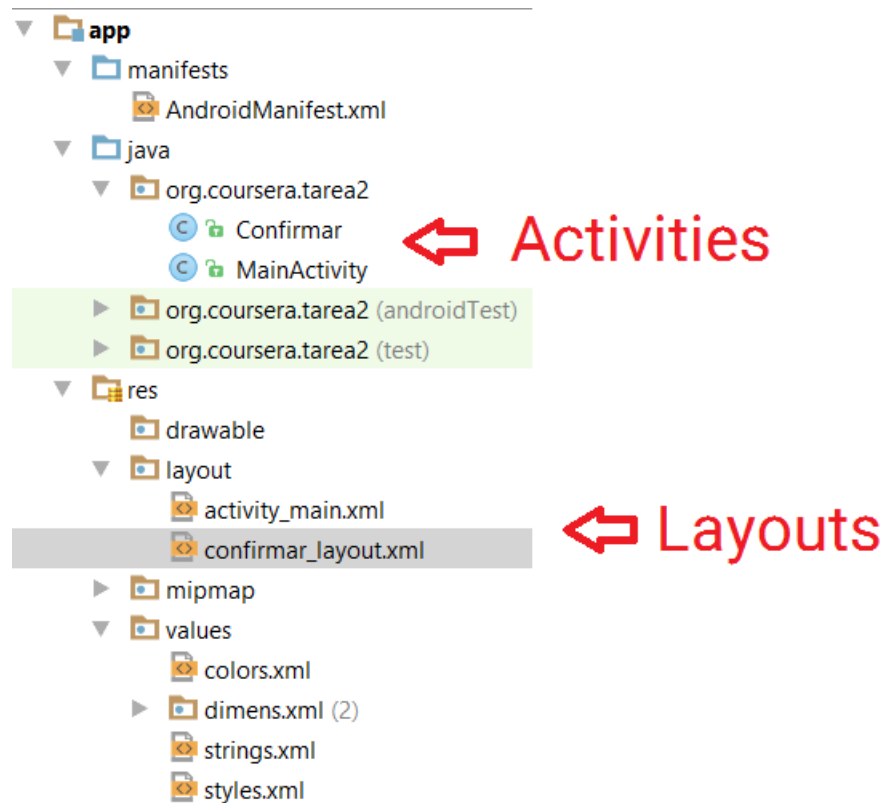 app
manifests
AndroidManifest.xml
java
org.coursera.tarea2
Confirmar
MainActivity
Activities
org.coursera.tarea2 (androidTest)
org.coursera.tarea2 (test)
res
drawable
layout
activity_main.xml
confirmar_layout.xml
Layouts
mipmap
values
colors.xml
dimens.xml (2)
strings.xml
styles.xml